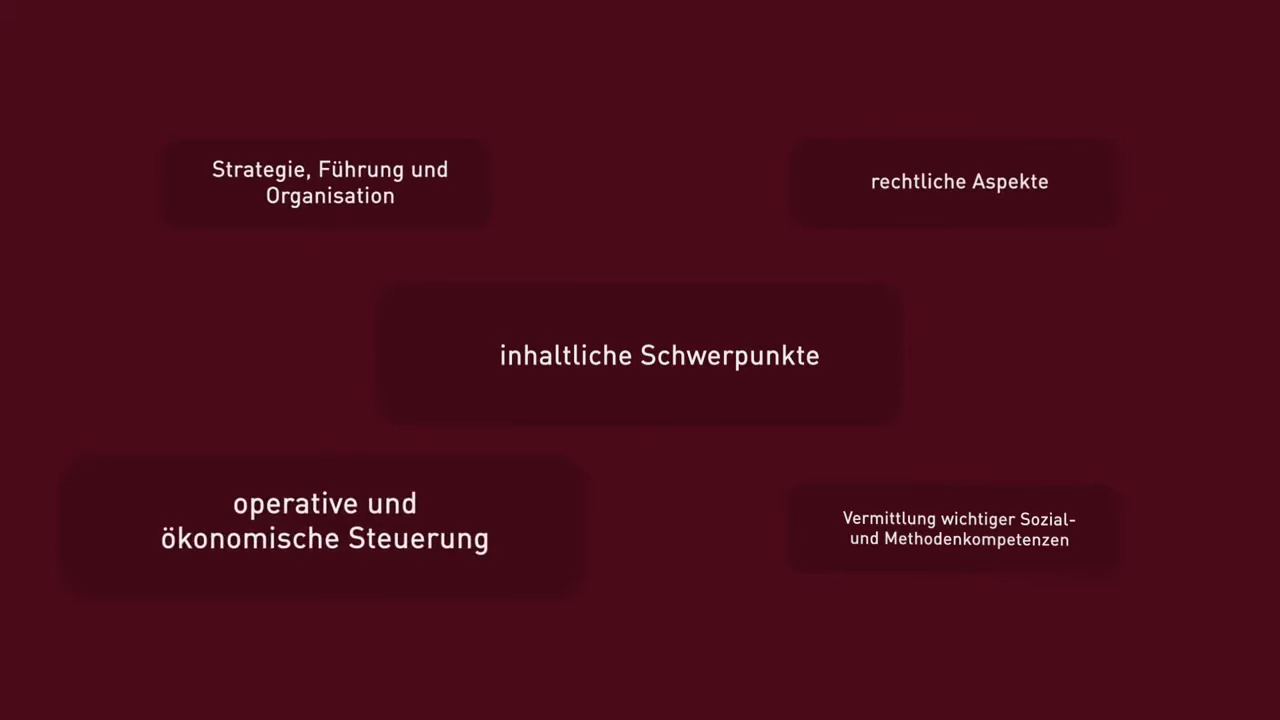 Strategie, Führung und
Organisation
rechtliche Aspekte
inhaltliche Schwerpunkte
operative und
ökonomische Steuerung
Vermittlung wichtiger Sozial-
und Methodenkompetenzen